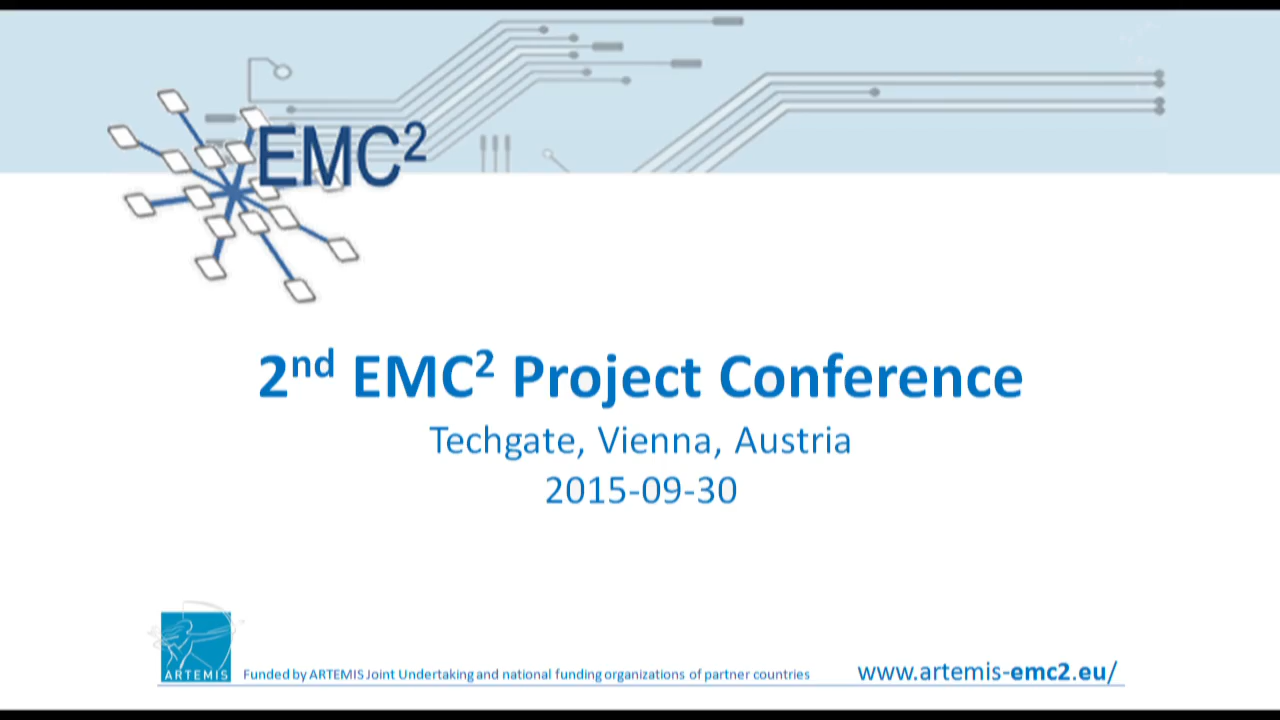 EMC²
2nd EMC² Project Conference
Techgate, Vienna, Austria
2015-09-30
ARTEMIS
Funded by ARTEMIS Joint Undertaking and national funding organizations of partner countries
www.artemis-emc2.eu/